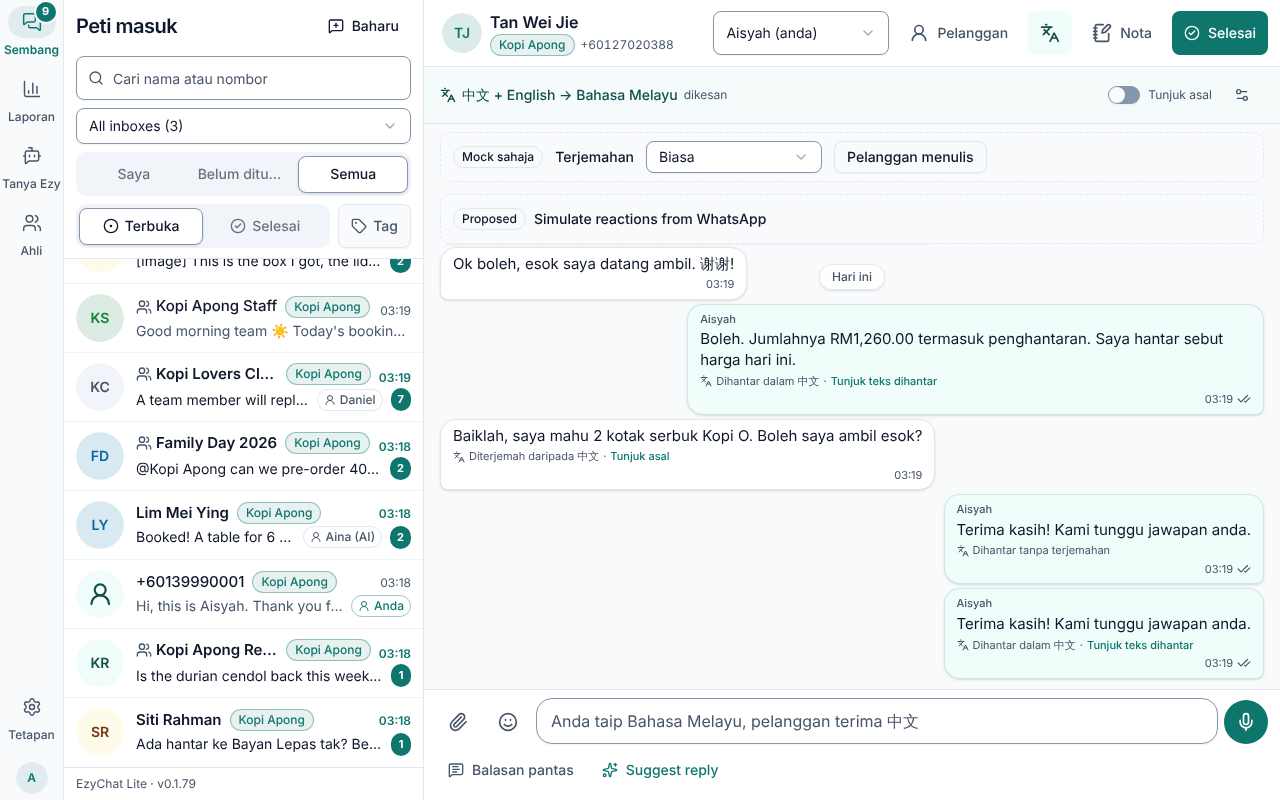 9
Sembang
Laporan
Tanya Ezy
Ahli
Tetapan
A
Peti masuk
Baharu
Cari nama atau nombor
All inboxes (3)
Saya
Belum ditu...
Semua
Terbuka
Selesai
Tag
[Image] This is the box I got, the lid...
2
KS
Kopi Apong Staff
Kopi Apong
03:19
Good morning team ☀️ Today's bookin...
KC
Kopi Lovers Cl...
Kopi Apong
03:19
A team member will repl...
Daniel
7
FD
Family Day 2026
Kopi Apong
03:18
@Kopi Apong can we pre-order 40...
2
LY
Lim Mei Ying
Kopi Apong
03:18
Booked! A table for 6 ...
Aina (AI)
2
+60139990001
Kopi Apong
03:18
Hi, this is Aisyah. Thank you f...
Anda
KR
Kopi Apong Re...
Kopi Apong
03:18
Is the durian cendol back this week...
1
SR
Siti Rahman
Kopi Apong
03:18
Ada hantar ke Bayan Lepas tak? Be...
1
EzyChat Lite · v0.1.79
TJ
Tan Wei Jie
Kopi Apong
+60127020388
Aisyah (anda)
Pelanggan
Nota
Selesai
中文 + English → Bahasa Melayu dikesan
Tunjuk asal
Mock sahaja
Terjemahan
Biasa
Pelanggan menulis
Proposed
Simulate reactions from WhatsApp
Hari ini
Ok boleh, esok saya datang ambil. 谢谢!
03:19
Aisyah
Boleh. Jumlahnya RM1,260.00 termasuk penghantaran. Saya hantar sebut
harga hari ini.
Dihantar dalam 中文 · Tunjuk teks dihantar
03:19
Baiklah, saya mahu 2 kotak serbuk Kopi O. Boleh saya ambil esok?
Diterjemah daripada 中文 · Tunjuk asal
03:19
Aisyah
Terima kasih! Kami tunggu jawapan anda.
Dihantar tanpa terjemahan
03:19
Aisyah
Terima kasih! Kami tunggu jawapan anda.
Dihantar dalam 中文 · Tunjuk teks dihantar
03:19
Anda taip Bahasa Melayu, pelanggan terima 中文
Balasan pantas
Suggest reply